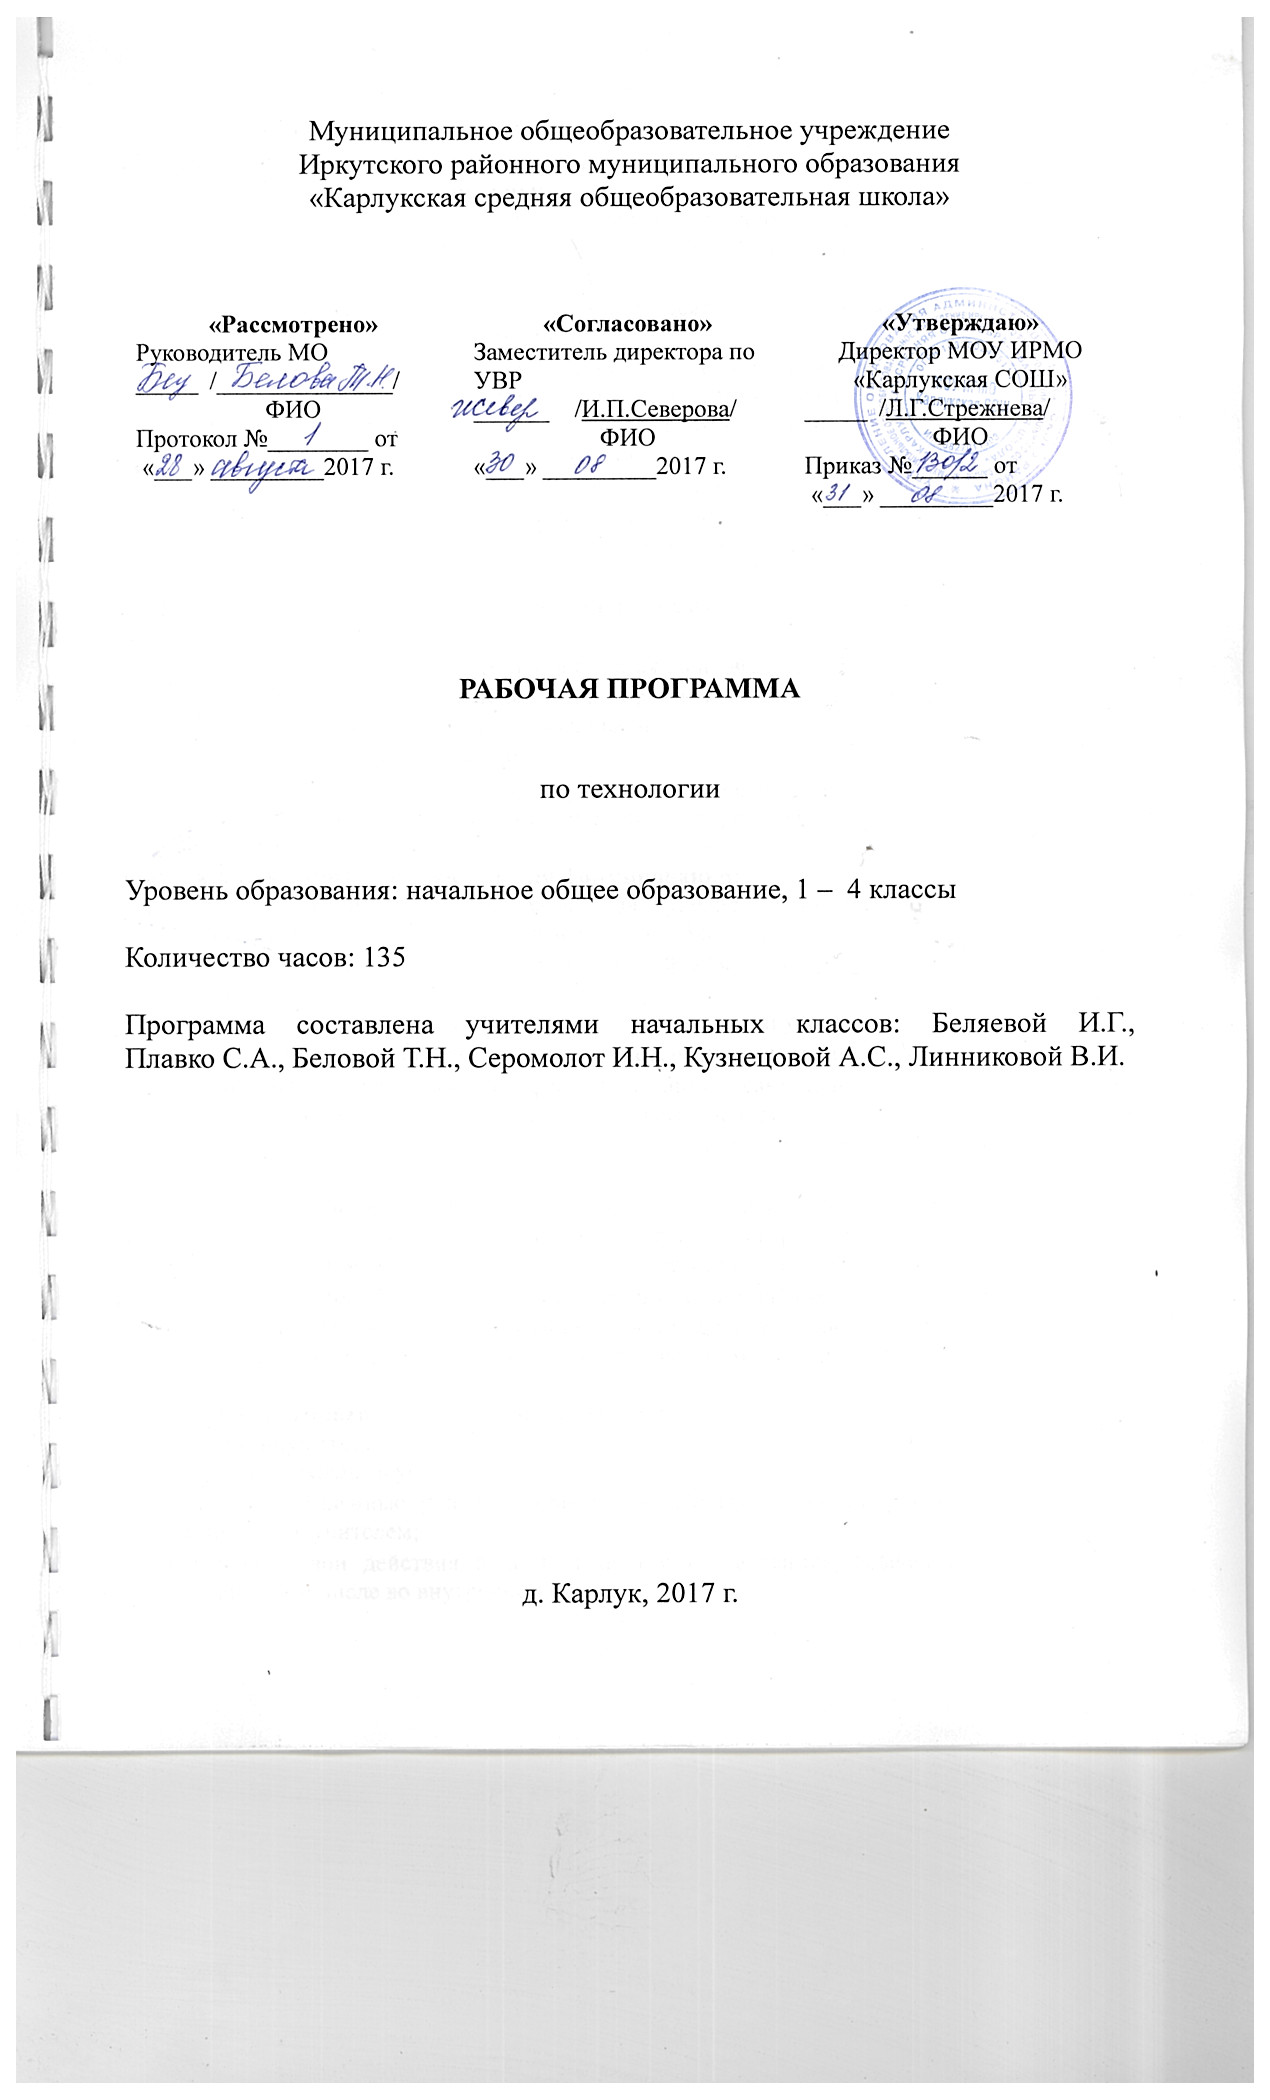 Муниципальное общеобразовательное учреждение
Иркутского районного муниципального образования
«Карлукская средняя общеобразовательная школа»
«Рассмотрено»
Руководитель МО
/ Белова Т.Н. /
ФИО
Протокол № 1 от
«28» августа 2017 г.
«Согласовано»
Заместитель директора по
УВР
/И.П.Северова/
ФИО
«30» 08 2017 г.
«Утверждаю»
Директор МОУ ИРМО
«Карлукская СОШ»
/Л.Г.Стрежнева/
ФИО
Приказ № 130/2 от
«31» 08 2017 г.
РАБОЧАЯ ПРОГРАММА
по технологии
Уровень образования: начальное общее образование, 1 – 4 классы
Количество часов: 135
Программа составлена учителями начальных классов: Беляевой И.Г.,
Плавко С.А., Беловой Т.Н., Серомолот И.Н., Кузнецовой А.С., Линниковой В.И.
д. Карлук, 2017 г.